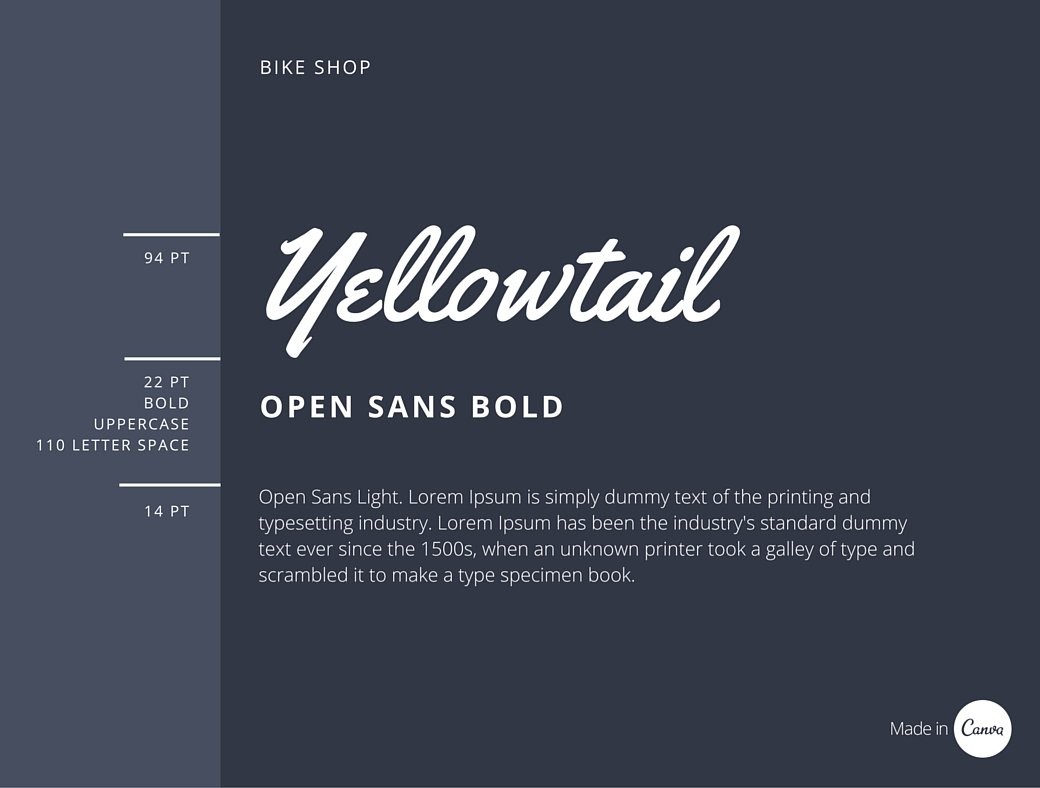 BIKE SHOP
94 PT
Yellowtail
22 PT
BOLD
UPPERCASE
110 LETTER SPACE
OPEN SANS BOLD
14 PT
Open Sans Light. Lorem Ipsum is simply dummy text of the printing and
typesetting industry. Lorem Ipsum has been the industry's standard dummy
text ever since the 1500s, when an unknown printer took a galley of type and
scrambled it to make a type specimen book.
Made in Canva